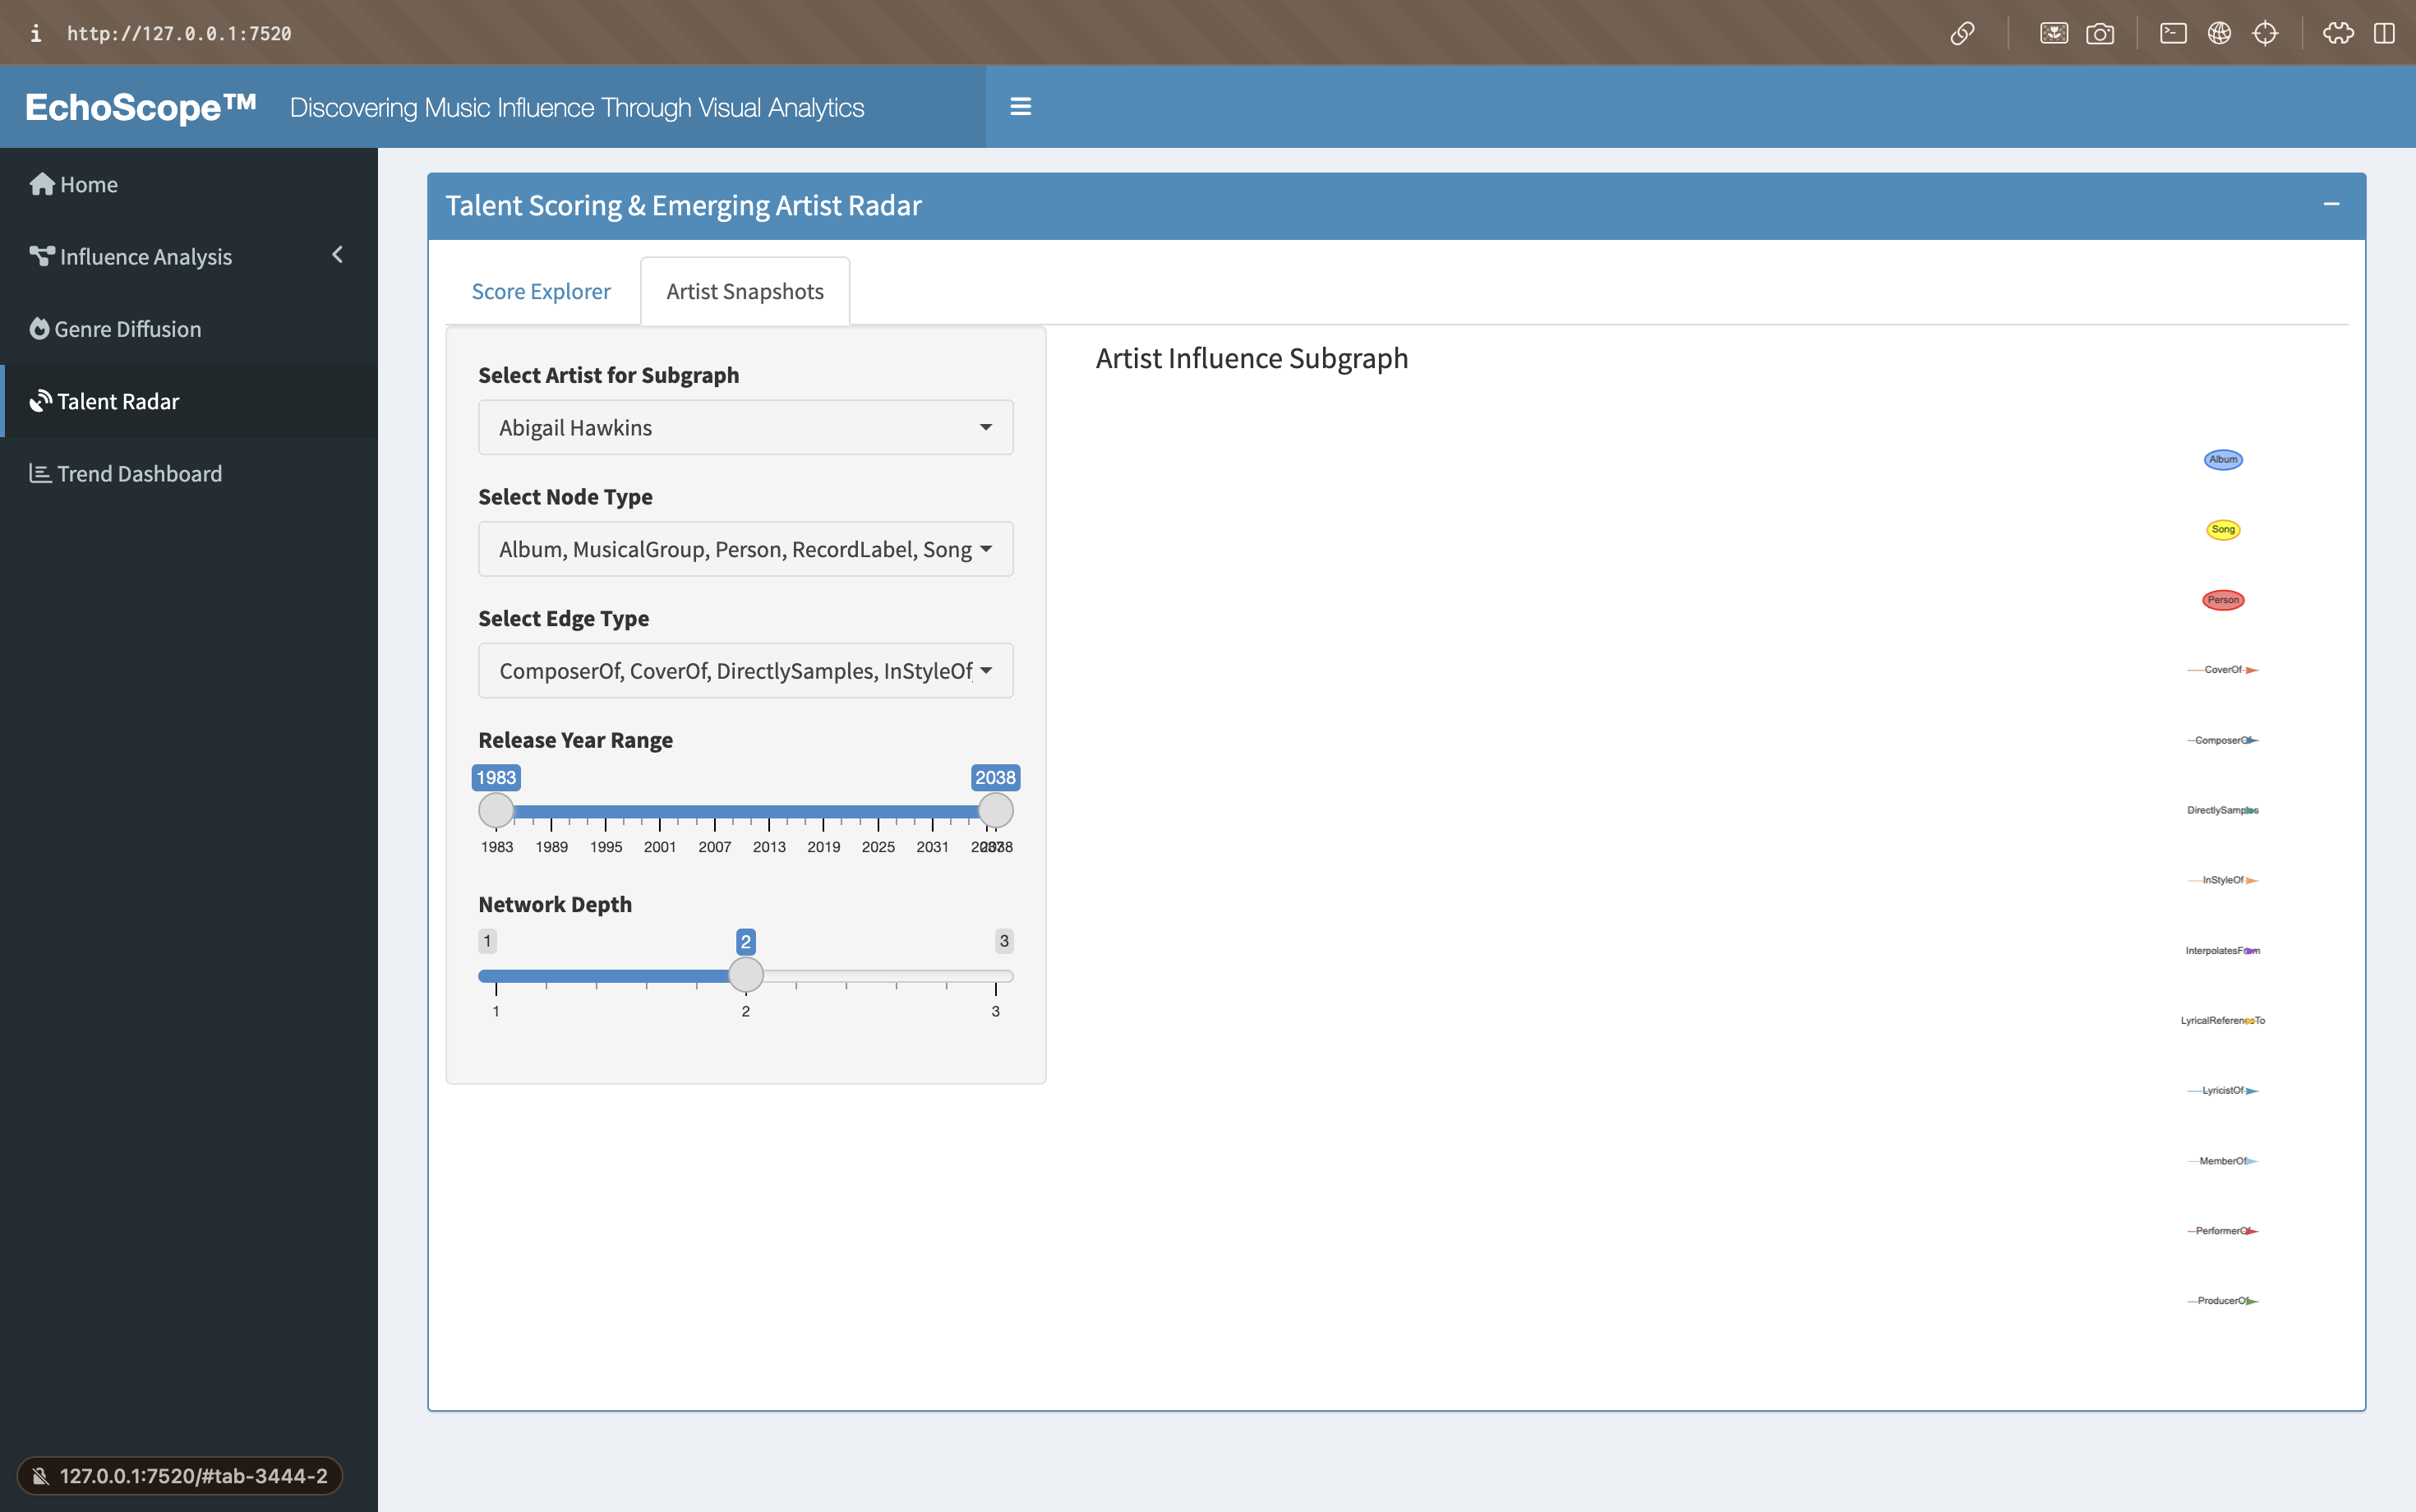 http://127.0.0.1:7520
EchoScope™ Discovering Music Influence Through Visual Analytics
Home
Influence Analysis
Genre Diffusion
Talent Radar
Trend Dashboard
Talent Scoring & Emerging Artist Radar
Score Explorer
Artist Snapshots
Select Artist for Subgraph
Abigail Hawkins
Select Node Type
Album, MusicalGroup, Person, RecordLabel, Song
Select Edge Type
ComposerOf, CoverOf, DirectlySamples, InStyleOf,
Release Year Range
1983 2038
1983 1989 1995 2001 2007 2013 2019 2025 2031 2037 2038
Network Depth
1 2 3
1 2 3
Artist Influence Subgraph
Album
Song
Person
CoverOf
ComposerOf
DirectlySamples
InStyleOf
InterpolatesFrom
LyricalReferenceTo
LyricistOf
MemberOf
PerformerOf
ProducerOf
127.0.0.1:7520/#tab-3444-2